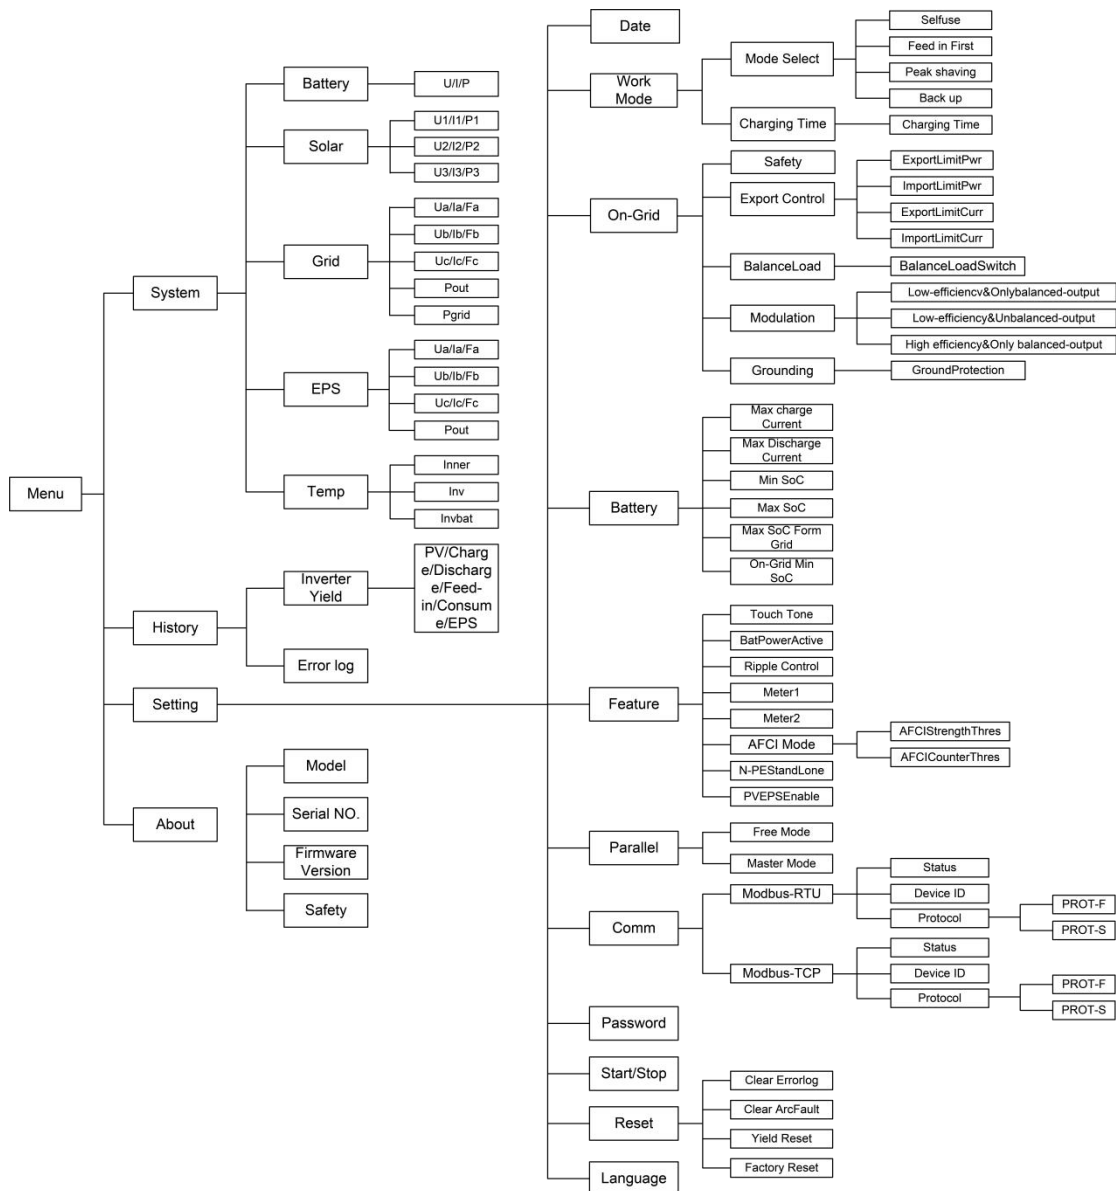 Menu
System
Battery
U/I/P
Solar
U1/I1/P1
U2/I2/P2
U3/I3/P3
Grid
Ua/Ia/Fa
Ub/Ib/Fb
Uc/Ic/Fc
Pout
Pgrid
EPS
Ua/Ia/Fa
Ub/Ib/Fb
Uc/Ic/Fc
Pout
Temp
Inner
Inv
Invbat
History
Inverter
Yield
PV/Charg
e/Discharg
e/Feed-
in/Consum
e/EPS
Error log
Setting
Date
Work
Mode
Mode Select
Selfuse
Feed in First
Peak shaving
Back up
Charging Time
Charging Time
On-Grid
Safety
Export Control
ExportLimitPwr
ImportLimitPwr
ExportLimitCurr
ImportLimitCurr
BalanceLoad
BalanceLoadSwitch
Modulation
Low-efficiencv&Onlybalanced-output
Low-efficiency&Unbalanced-output
High efficiency&Only balanced-output
Grounding
GroundProtection
Battery
Max charge
Current
Max Discharge
Current
Min SoC
Max SoC
Max SoC Form
Grid
On-Grid Min
SoC
Feature
Touch Tone
BatPowerActive
Ripple Control
Meter1
Meter2
AFCI Mode
AFCIStrengthThres
AFCICounterThres
N-PEStandLone
PVEPSEnable
Parallel
Free Mode
Master Mode
Comm
Modbus-RTU
Status
Device ID
Protocol
PROT-F
PROT-S
Modbus-TCP
Status
Device ID
Protocol
PROT-F
PROT-S
Password
Start/Stop
Reset
Clear Errorlog
Clear ArcFault
Yield Reset
Factory Reset
Language
About
Model
Serial NO.
Firmware
Version
Safety